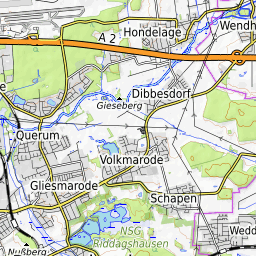 Wendh
Hondelage
A 2
Dibbesdorf
Gieseberg
Querum
Volkmarode
Gliesmarode
Schapen
NSG
Riddagshausen
Wedd
Nußberg